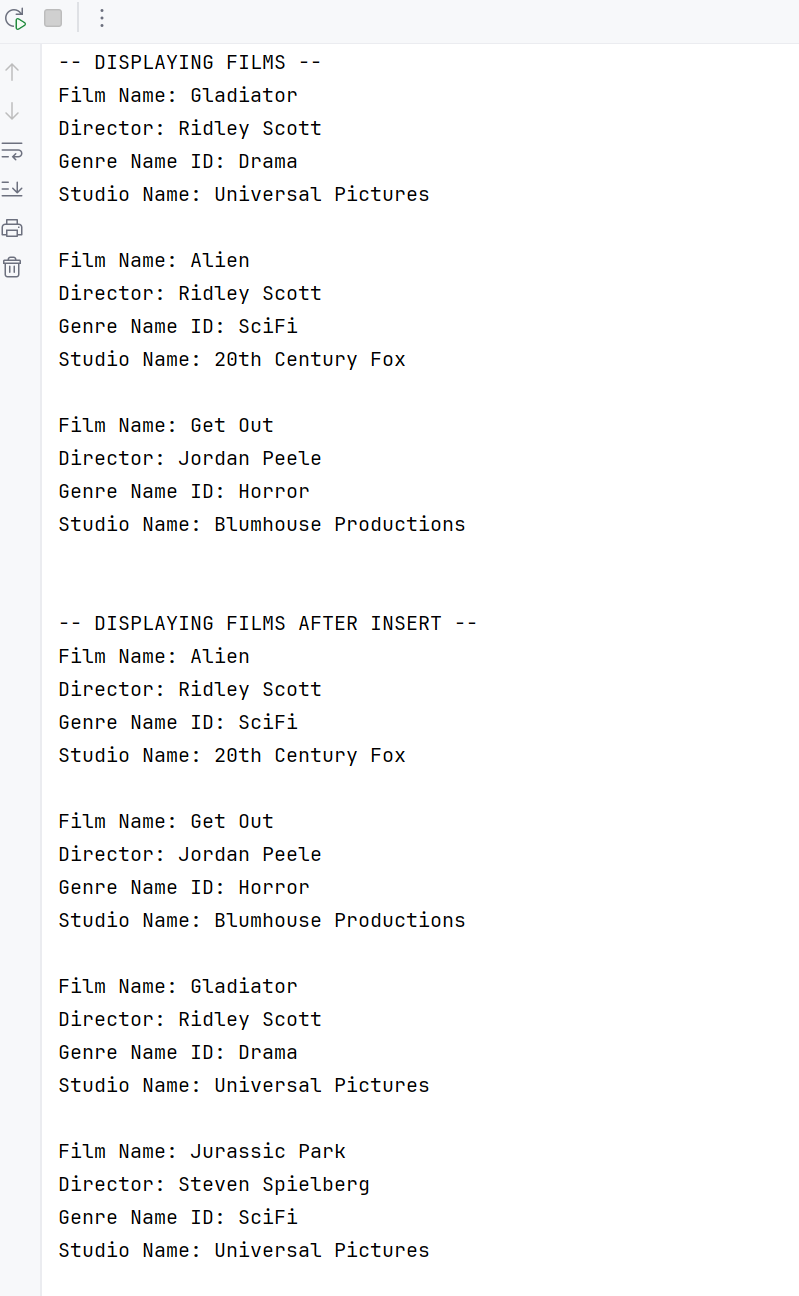 -- DISPLAYING FILMS --
Film Name: Gladiator
Director: Ridley Scott
Genre Name ID: Drama
Studio Name: Universal Pictures

Film Name: Alien
Director: Ridley Scott
Genre Name ID: SciFi
Studio Name: 20th Century Fox

Film Name: Get Out
Director: Jordan Peele
Genre Name ID: Horror
Studio Name: Blumhouse Productions


-- DISPLAYING FILMS AFTER INSERT --
Film Name: Alien
Director: Ridley Scott
Genre Name ID: SciFi
Studio Name: 20th Century Fox

Film Name: Get Out
Director: Jordan Peele
Genre Name ID: Horror
Studio Name: Blumhouse Productions

Film Name: Gladiator
Director: Ridley Scott
Genre Name ID: Drama
Studio Name: Universal Pictures

Film Name: Jurassic Park
Director: Steven Spielberg
Genre Name ID: SciFi
Studio Name: Universal Pictures